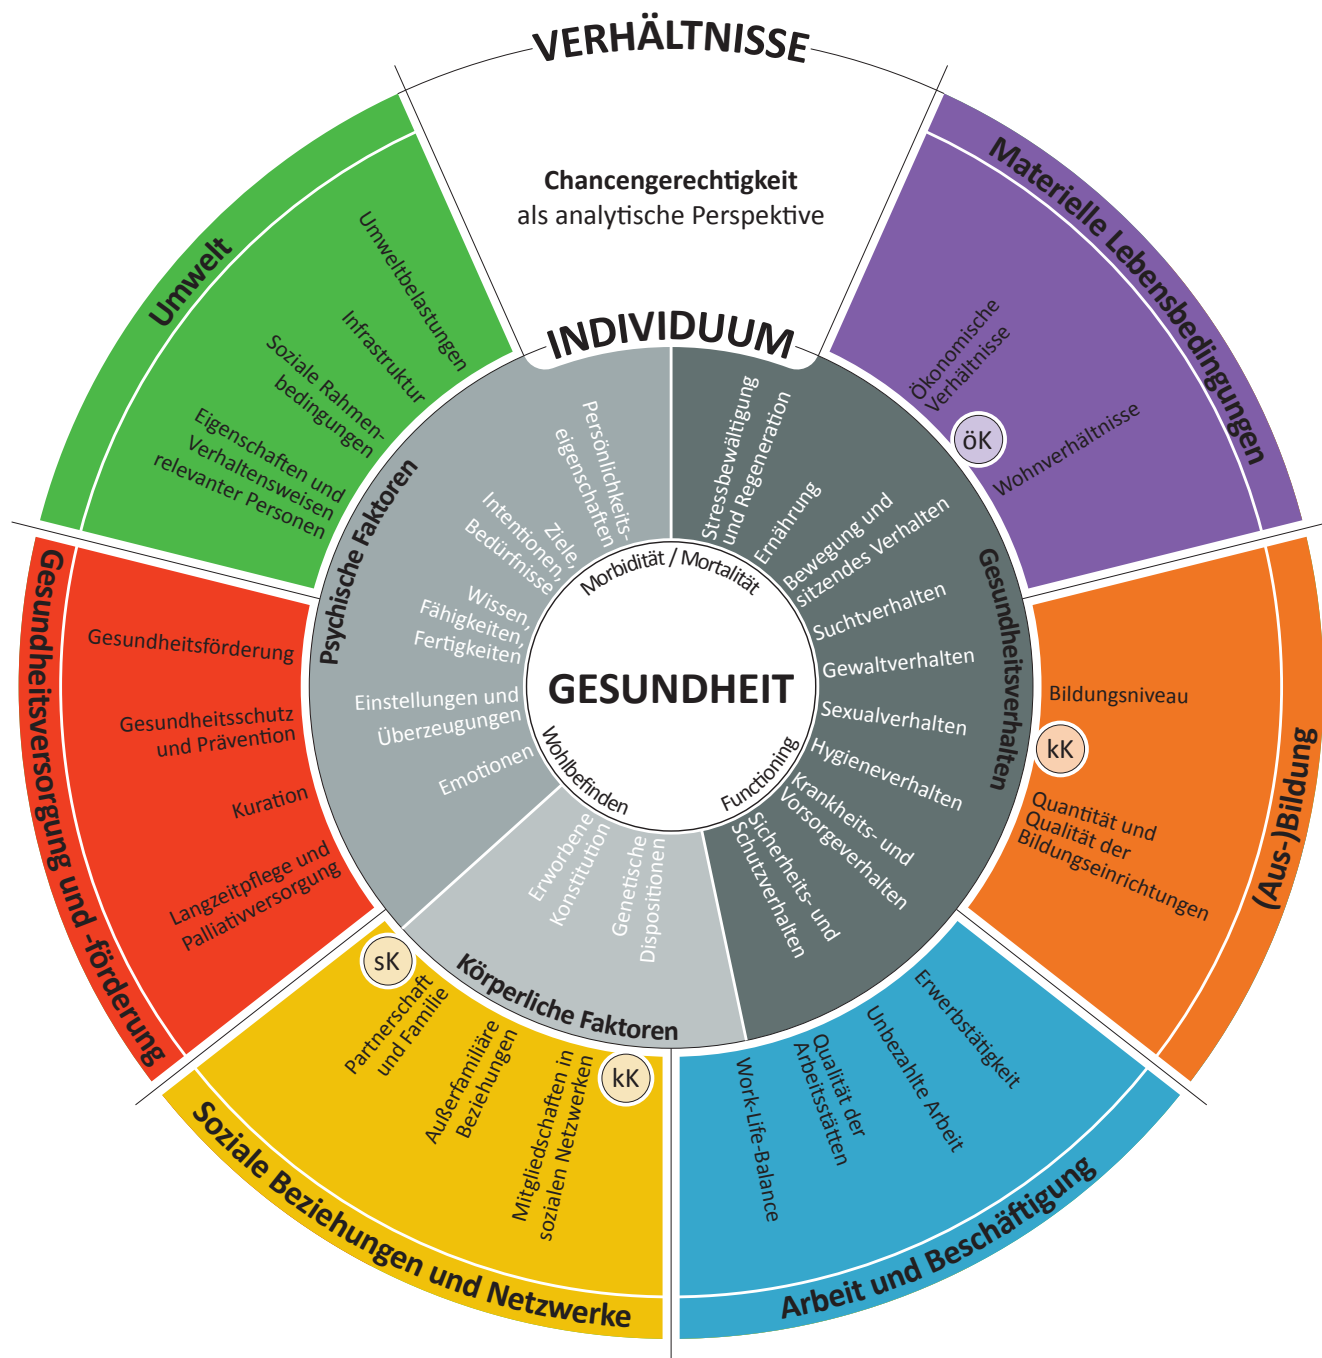 VERHÄLTNISSE
Chancengerechtigkeit
als analytische Perspektive
INDIVIDUUM
Materielle Lebensbedingungen
Ökonomische
Verhältnisse
öK
Wohnverhältnisse
(Aus-)Bildung
Bildungsniveau
kK
Quantität und
Qualität der
Bildungseinrichtungen
Arbeit und Beschäftigung
Erwerbstätigkeit
Unbezahlte Arbeit
Qualität der
Arbeitsstätten
Work-Life-Balance
Soziale Beziehungen und Netzwerke
kK
Mitgliedschaften in
sozialen Netzwerken
Außerfamiliäre
Beziehungen
Partnerschaft
und Familie
sK
Gesundheitsversorgung und -förderung
Gesundheitsförderung
Gesundheitsschutz
und Prävention
Kuration
Langzeitpflege und
Palliativversorgung
Umwelt
Umweltbelastungen
Infrastruktur
Soziale Rahmen-
bedingungen
Eigenschaften und
Verhaltensweisen
relevanter Personen
Psychische Faktoren
Persönlichkeits-
eigenschaften
Ziele,
Intentionen,
Bedürfnisse
Wissen,
Fähigkeiten,
Fertigkeiten
Einstellungen und
Überzeugungen
Emotionen
Gesundheitsverhalten
Stressbewältigung
und Regeneration
Ernährung
Bewegung und
sitzendes Verhalten
Suchtverhalten
Gewaltverhalten
Sexualverhalten
Hygieneverhalten
Krankheits- und
Vorsorgeverhalten
Sicherheits- und
Schutzverhalten
Körperliche Faktoren
Erworbene
Konstitution
Genetische
Dispositionen
Morbidität / Mortalität
GESUNDHEIT
Wohlbefinden
Functioning